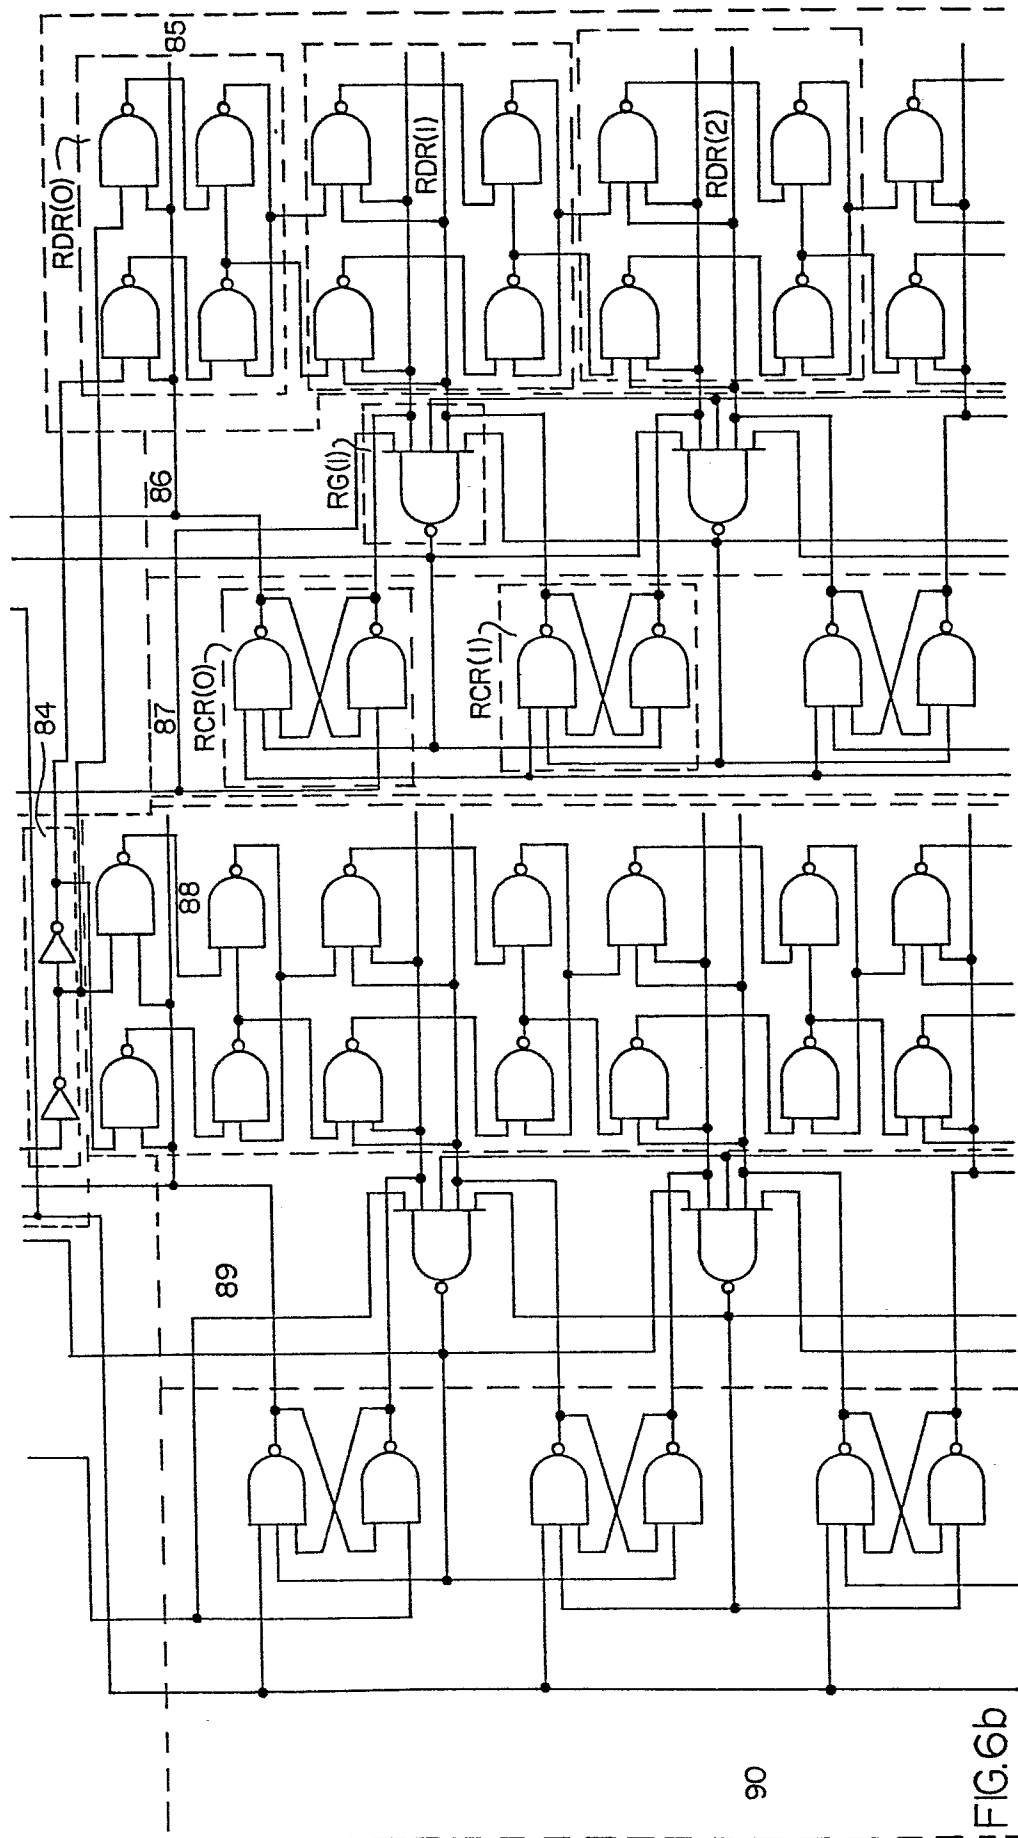 85
RDR(0)
RDR(1)
RDR(2)
86
RG(1)
87
RCR(0)
RCR(1)
84
88
89
90
FIG.6b